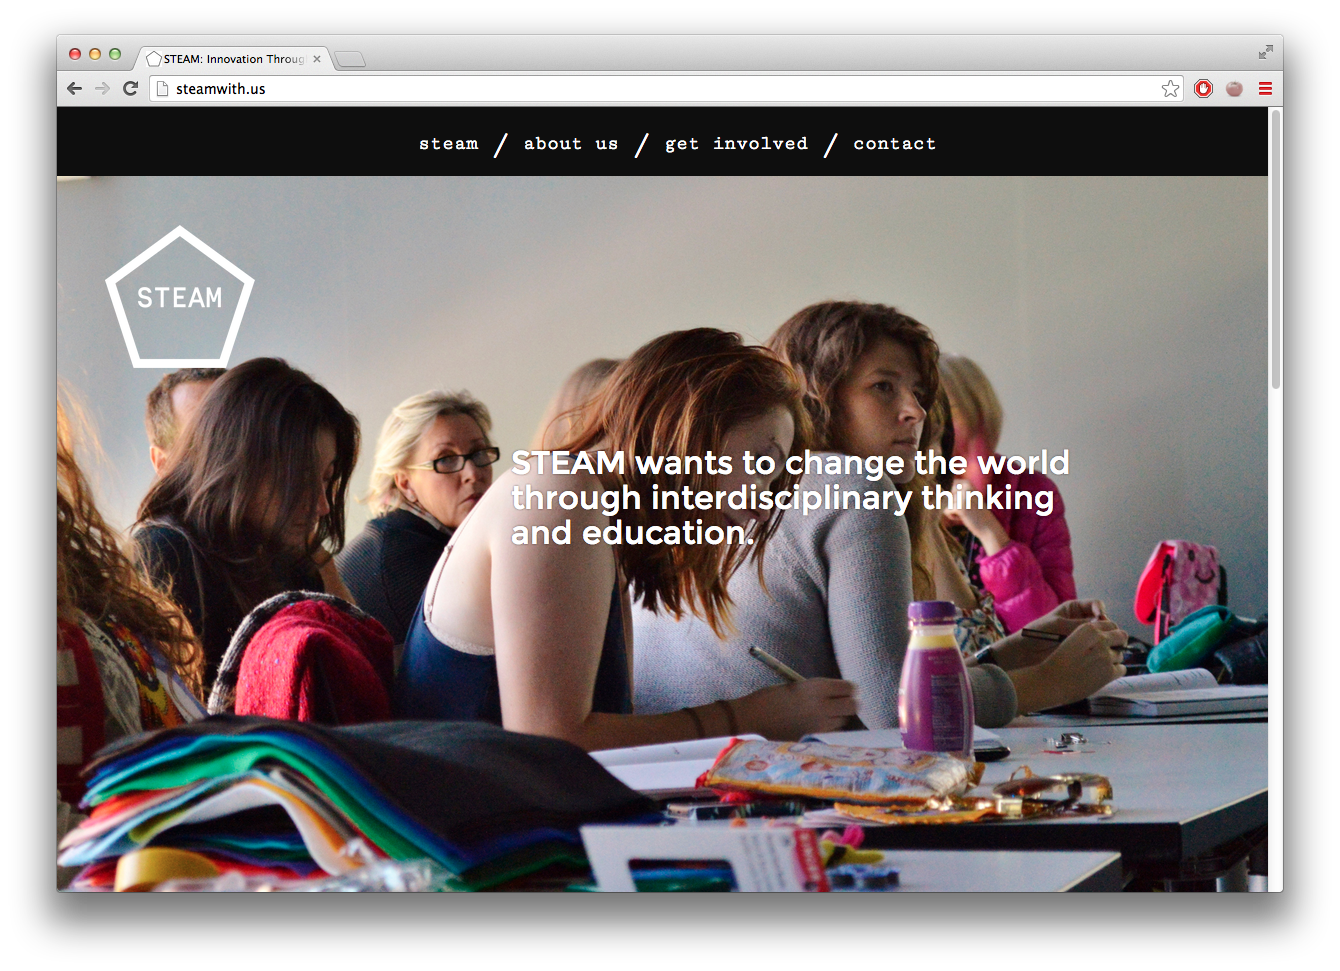 STEAM: Innovation Throug
steamwith.us
steam / about us / get involved / contact
STEAM
STEAM wants to change the world
through interdisciplinary thinking
and education.